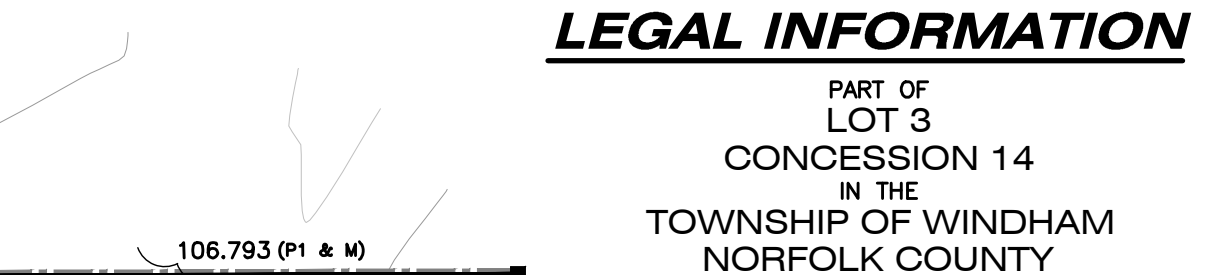 LEGAL INFORMATION
PART OF
LOT 3
CONCESSION 14
IN THE
TOWNSHIP OF WINDHAM
NORFOLK COUNTY
106.793 (P1 & M)